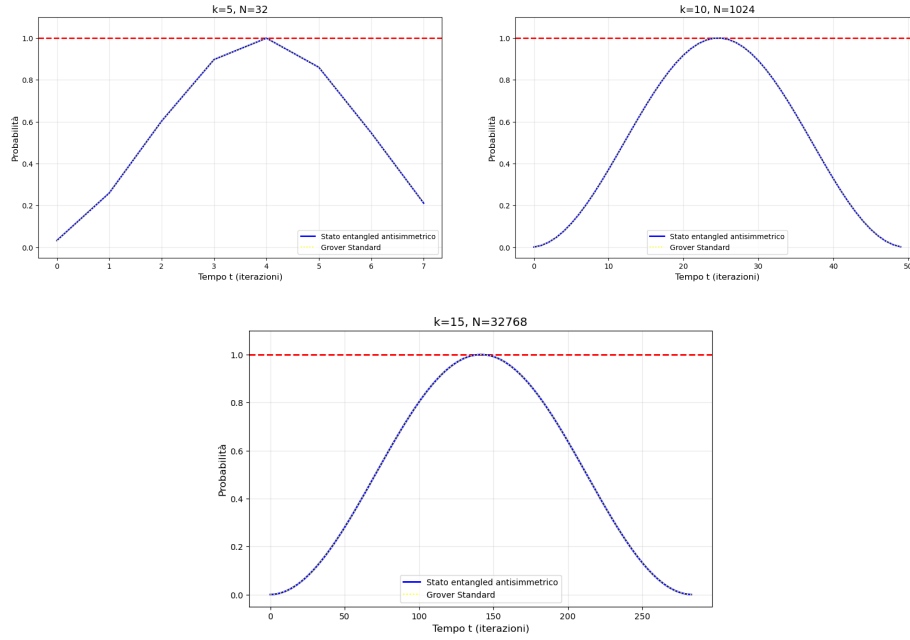 k=5, N=32
Probabilità
1.0
0.8
0.6
0.4
0.2
0.0
Stato entangled antisimmetrico
Grover Standard
0 1 2 3 4 5 6 7
Tempo t (iterazioni)
k=10, N=1024
Probabilità
1.0
0.8
0.6
0.4
0.2
0.0
Stato entangled antisimmetrico
Grover Standard
0 10 20 30 40 50
Tempo t (iterazioni)
k=15, N=32768
Probabilità
1.0
0.8
0.6
0.4
0.2
0.0
Stato entangled antisimmetrico
Grover Standard
0 50 100 150 200 250
Tempo t (iterazioni)